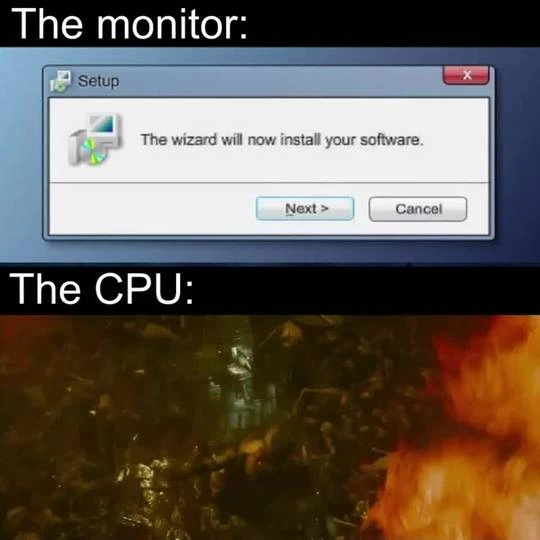 The monitor:
Setup
x
The wizard will now install your software.
Next >
Cancel
The CPU: